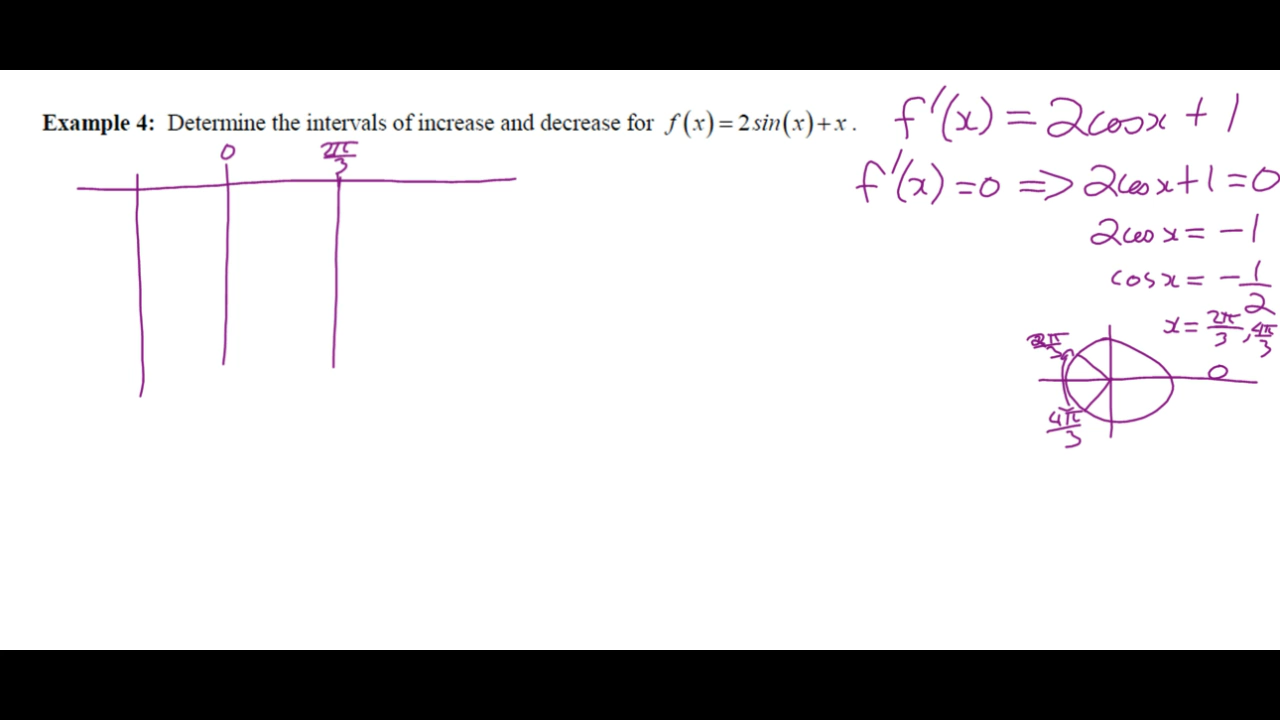 Example 4: Determine the intervals of increase and decrease for f(x)=2sin(x)+x.
f'(x) = 2cosx + 1
f'(x) = 0 => 2cosx+1=0
2cosx = -1
cosx = -1/2
x = 2π/3, 4π/3
0 2π/3
2π/3
0
4π/3